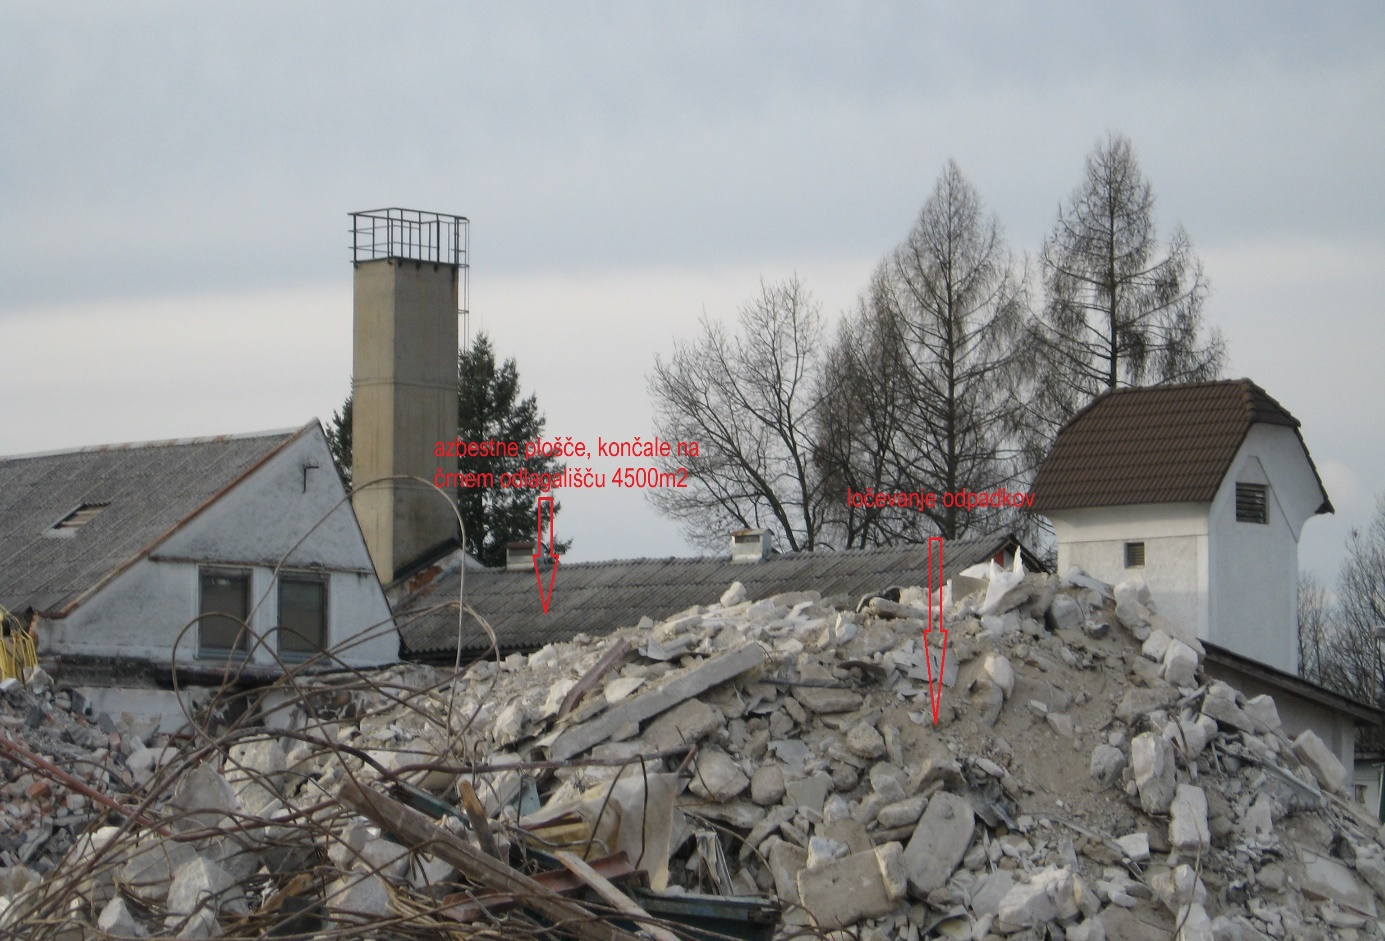 azbestne plošče, končale na
črnem odlagališču 4500m2
ločevanje odpadkov